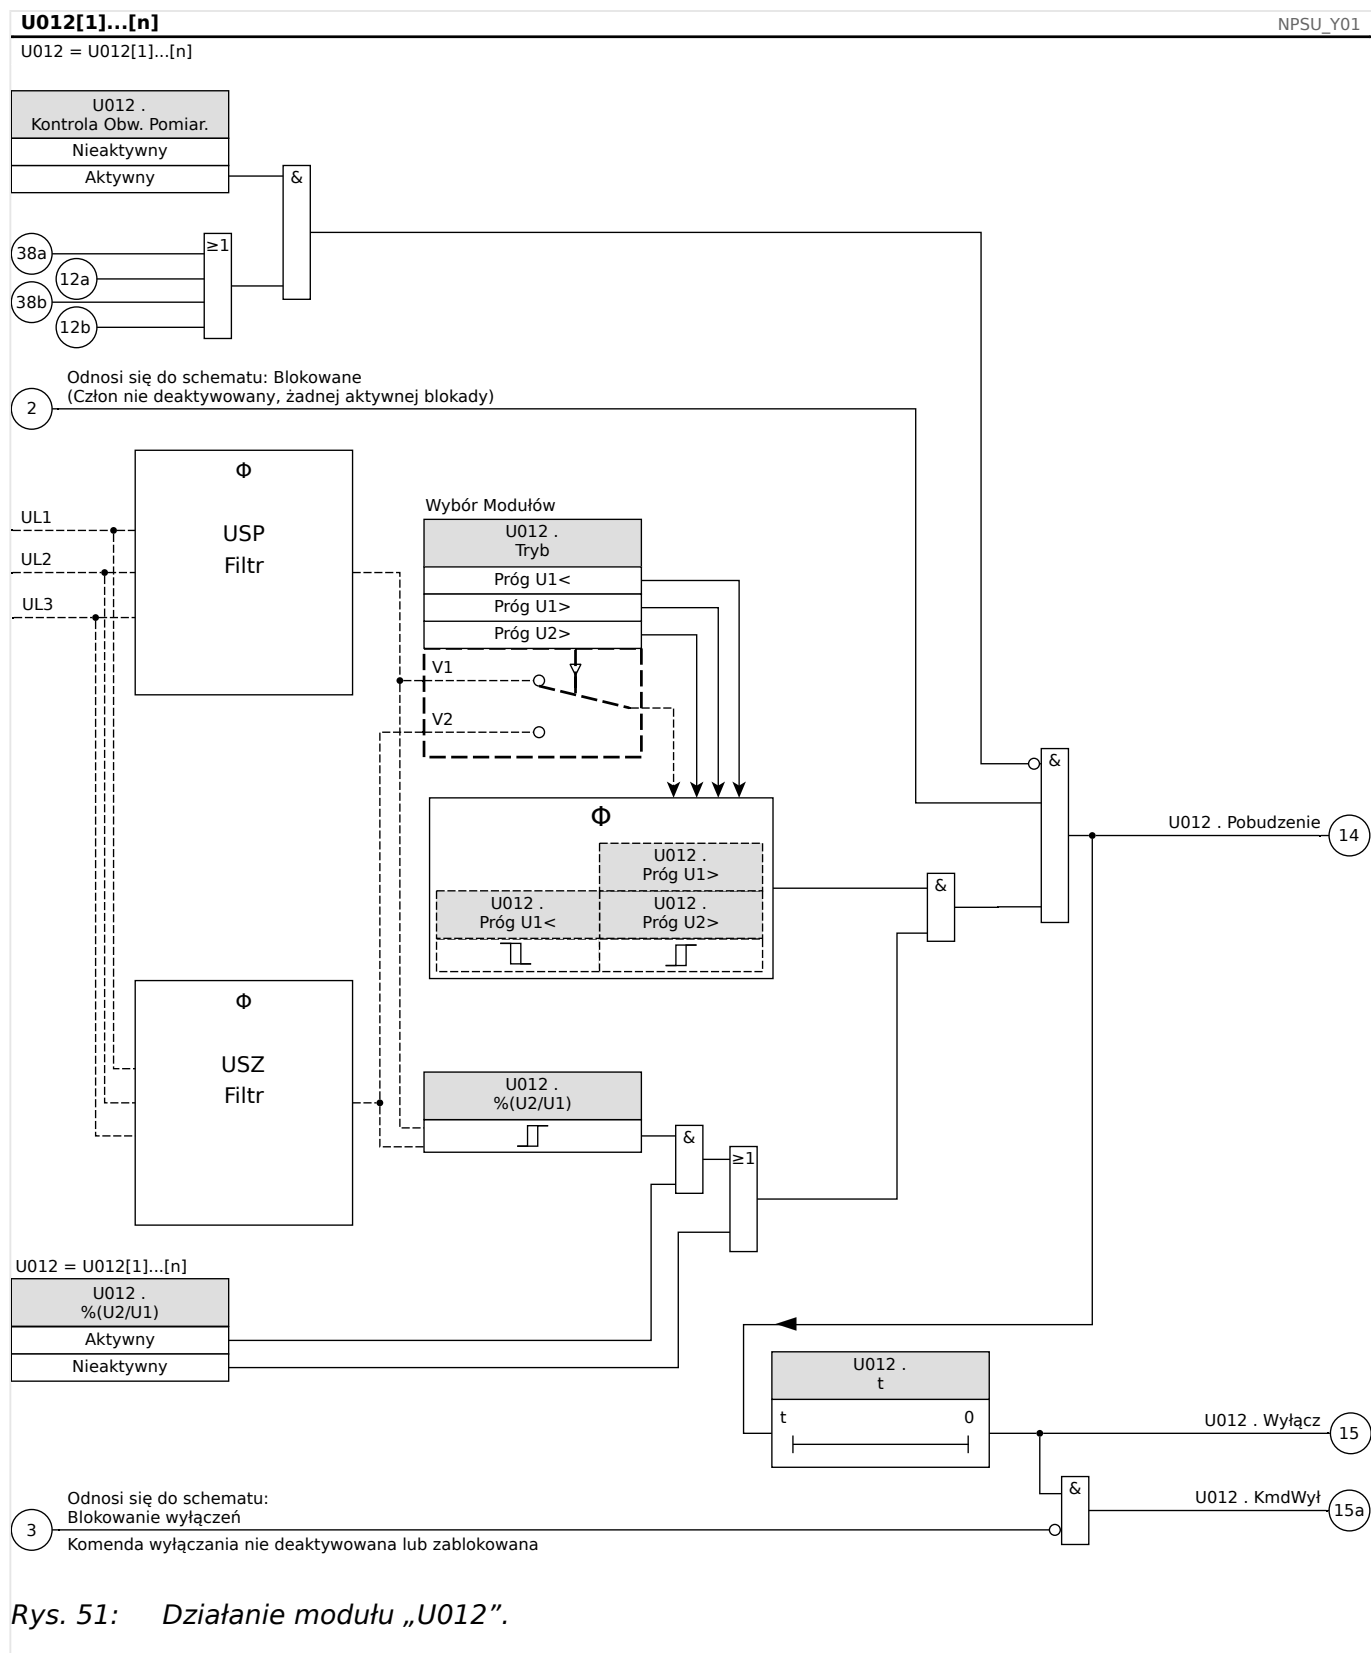 U012[1]...[n]
NPSU_Y01
U012 = U012[1]...[n]
U012 .
Kontrola Obw. Pomiar.
Nieaktywny
Aktywny
&
≥1
38a
12a
38b
12b
Odnosi się do schematu: Blokowane
(Człon nie deaktywowany, żadnej aktywnej blokady)
2
Φ
USP
Filtr
UL1
UL2
UL3
Wybór Modułów
U012 .
Tryb
Próg U1<
Próg U1>
Próg U2>
V1
V2
&
U012 . Pobudzenie
14
Φ
U012 .
Próg U1>
U012 .
Próg U1<
U012 .
Próg U2>
&
Φ
USZ
Filtr
U012 .
%(U2/U1)
&
≥1
U012 = U012[1]...[n]
U012 .
%(U2/U1)
Aktywny
Nieaktywny
U012 .
t
t
0
U012 . Wyłącz
15
&
U012 . KmdWył
15a
Odnosi się do schematu:
Blokowanie wyłączeń
3
Komenda wyłączania nie deaktywowana lub zablokowana
Rys. 51: Działanie modułu „U012”.